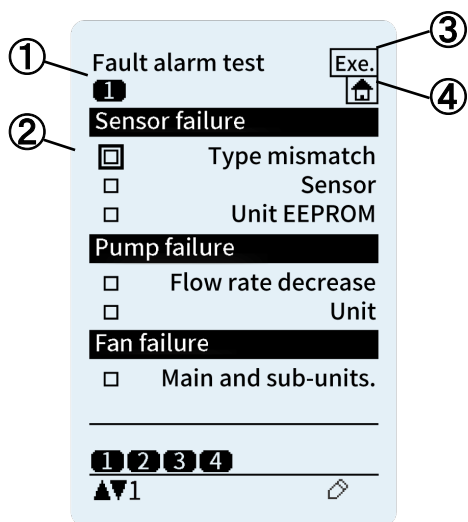 ① ③
Fault alarm test Exe.
1
④
Sensor failure
②
□ Type mismatch
□ Sensor
□ Unit EEPROM
Pump failure
□ Flow rate decrease
□ Unit
Fan failure
□ Main and sub-units.
1 2 3 4
▲▼1